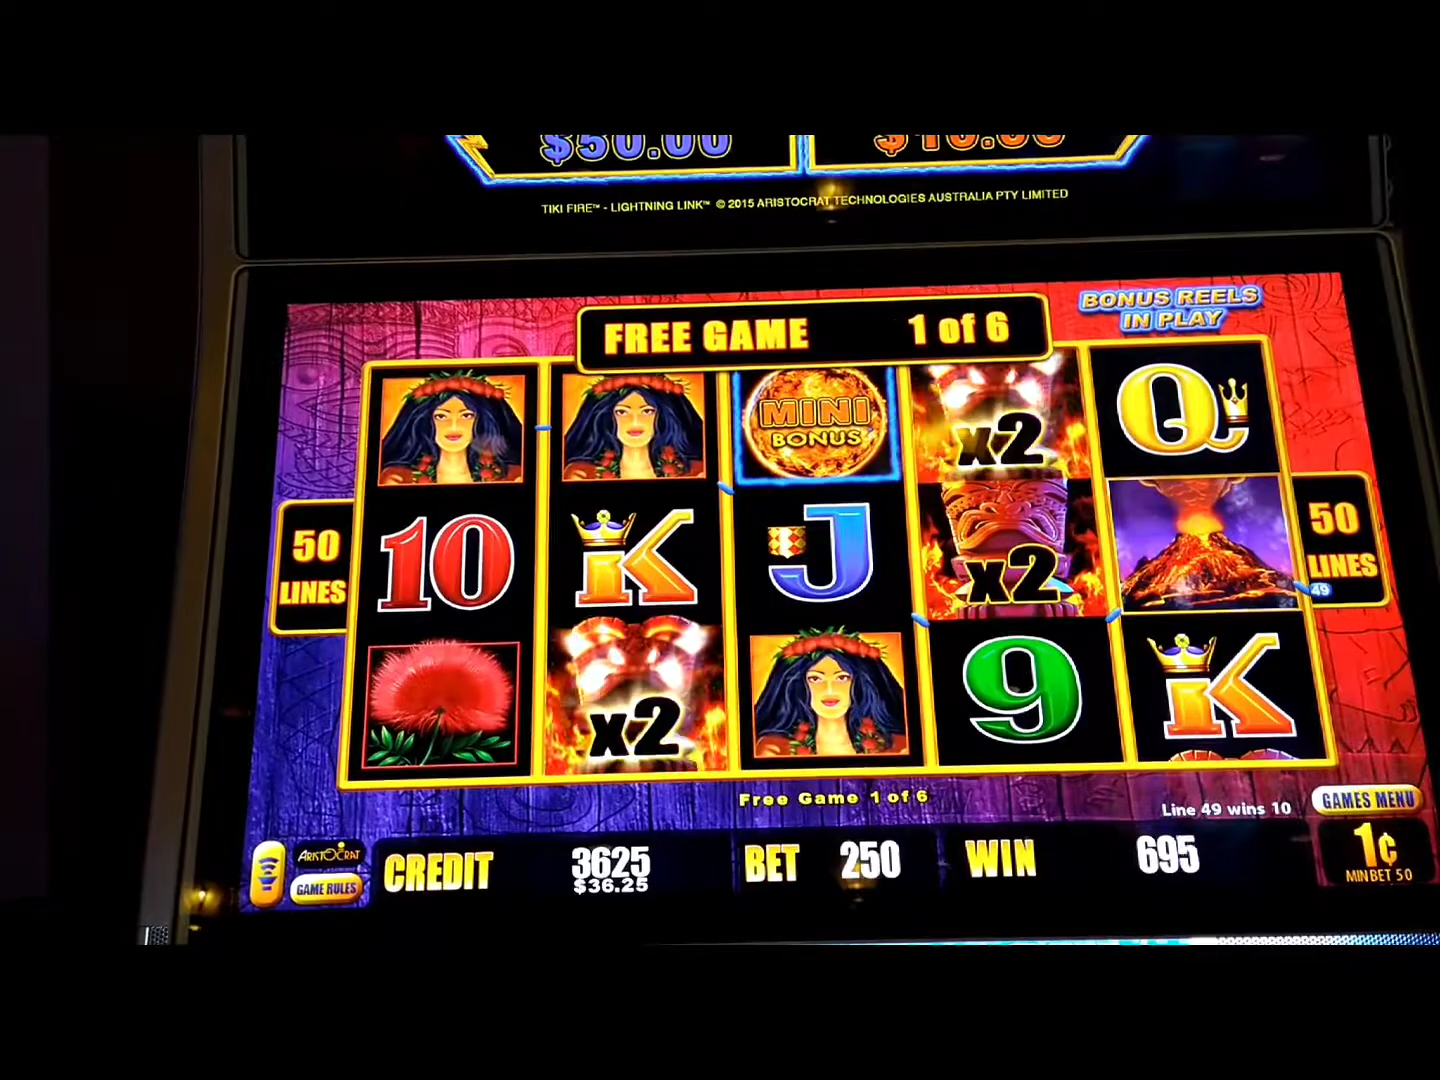 $50.00
$10.00
TIKI FIRE™ - LIGHTNING LINK™ © 2015 ARISTOCRAT TECHNOLOGIES AUSTRALIA PTY LIMITED
BONUS REELS
IN PLAY
FREE GAME 1 of 6
MINI
BONUS
x2
Q
50
LINES
10
K
J
x2
50
LINES
49
x2
9
K
Free Game 1 of 6
Line 49 wins 10
GAMES MENU
ARISTOCRAT
GAME RULES
CREDIT 3625
$36.25
BET 250
WIN 695
1¢
MIN BET 50